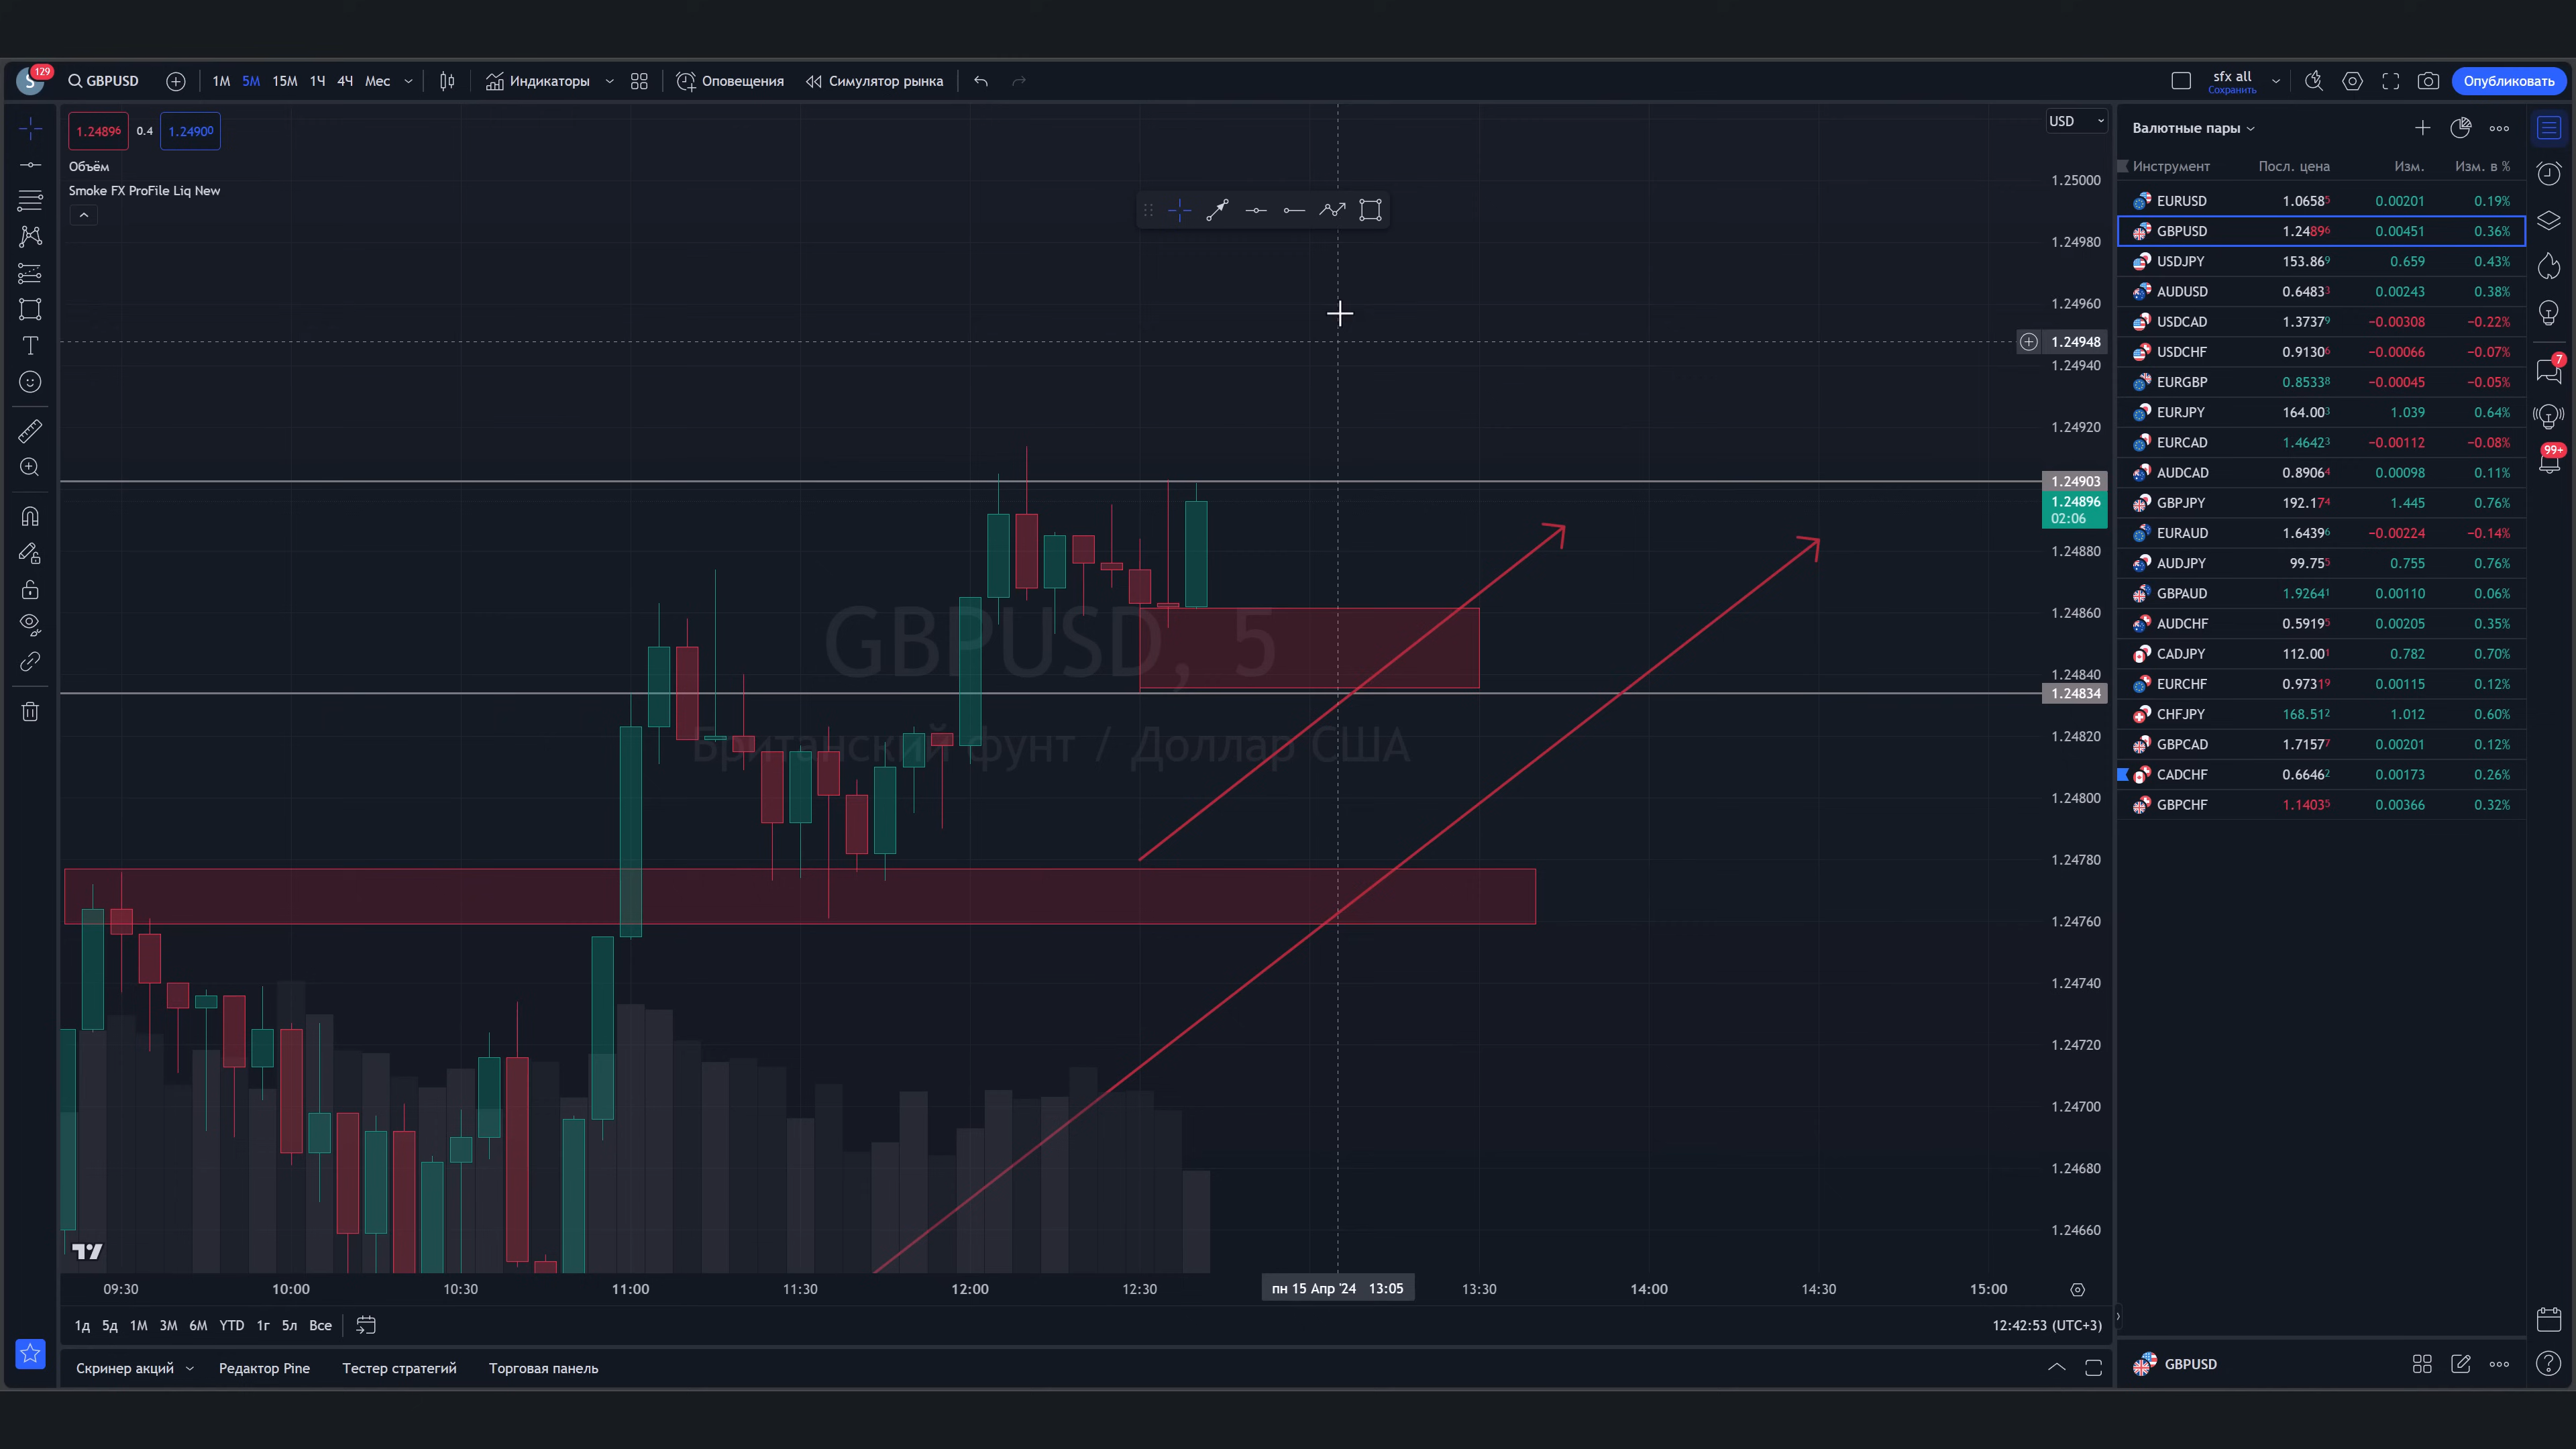 S 129 GBPUSD 1М 5М 15М 1Ч 4Ч Мес Индикаторы Оповещения Симулятор рынка sfx all Сохранить Опубликовать
1.24896 0.4 1.24900
Объём
Smoke FX ProFile Liq New
USD
1.25000
1.24980
1.24960
1.24948
1.24940
1.24920
1.24903
1.24896
02:06
1.24880
1.24860
1.24840
1.24834
1.24820
1.24800
1.24780
1.24760
1.24740
1.24720
1.24700
1.24680
1.24660
GBPUSD, 5
Британский фунт / Доллар США
09:30 10:00 10:30 11:00 11:30 12:00 12:30 пн 15 Апр '24 13:05 13:30 14:00 14:30 15:00
1д 5д 1М 3М 6М YTD 1г 5л Все 12:42:53 (UTC+3)
Скринер акций Редактор Pine Тестер стратегий Торговая панель
Валютные пары
Инструмент Посл. цена Изм. Изм. в %
EURUSD 1.06585 0.00201 0.19%
GBPUSD 1.24896 0.00451 0.36%
USDJPY 153.869 0.659 0.43%
AUDUSD 0.64833 0.00243 0.38%
USDCAD 1.37379 −0.00308 −0.22%
USDCHF 0.91306 −0.00066 −0.07%
EURGBP 0.85338 −0.00045 −0.05%
EURJPY 164.003 1.039 0.64%
EURCAD 1.46423 −0.00112 −0.08%
AUDCAD 0.89064 0.00098 0.11%
GBPJPY 192.174 1.445 0.76%
EURAUD 1.64396 −0.00224 −0.14%
AUDJPY 99.755 0.755 0.76%
GBPAUD 1.92641 0.00110 0.06%
AUDCHF 0.59195 0.00205 0.35%
CADJPY 112.001 0.782 0.70%
EURCHF 0.97319 0.00115 0.12%
CHFJPY 168.512 1.012 0.60%
GBPCAD 1.71577 0.00201 0.12%
CADCHF 0.66462 0.00173 0.26%
GBPCHF 1.14035 0.00366 0.32%
7
99+
GBPUSD